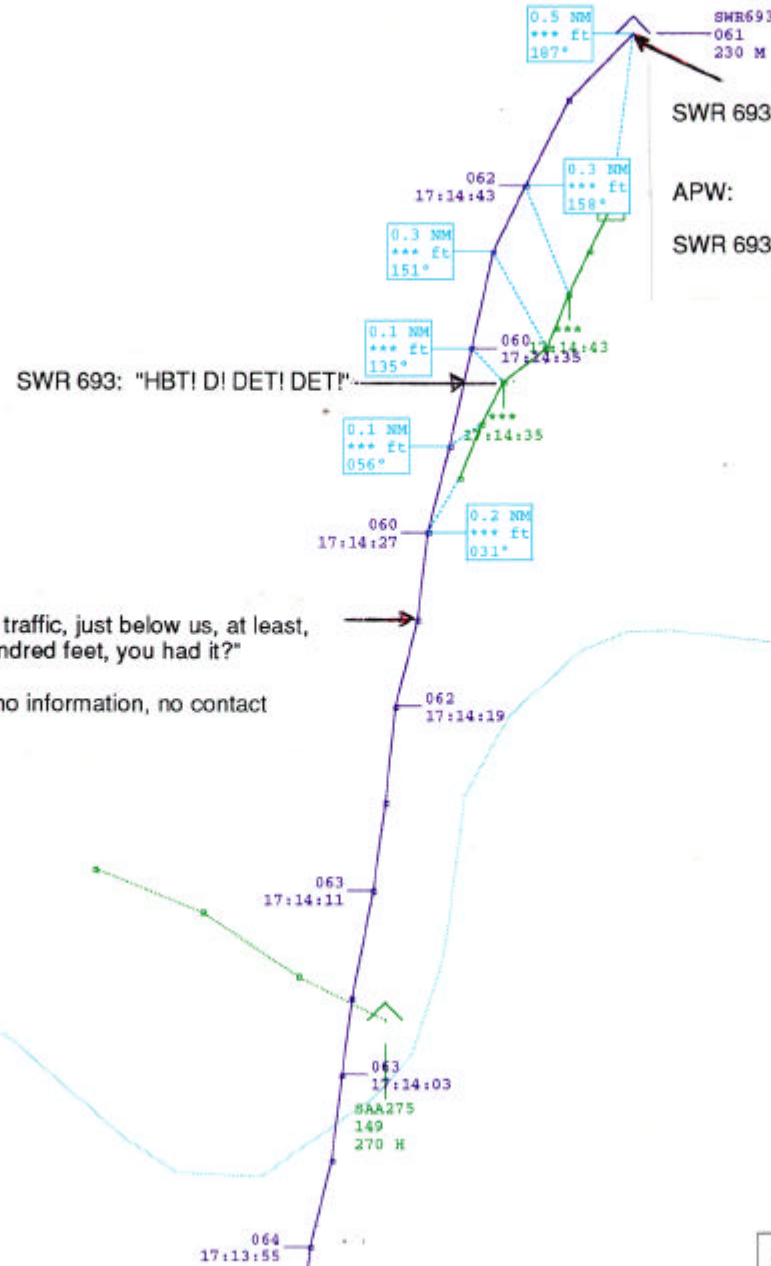 0.5 NM
*** ft
187°
SWR693
061
230 M
SWR 693
0.3 NM
*** ft
158°
APW:
SWR 693
062
17:14:43
0.3 NM
*** ft
151°
0.1 NM
*** ft
135°
060
17:14:35
***
17:14:43
SWR 693: "HBT! D! DET! DET!"
***
17:14:35
0.1 NM
*** ft
056°
060
17:14:27
0.2 NM
*** ft
031°
traffic, just below us, at least,
ndred feet, you had it?"
no information, no contact
062
17:14:19
063
17:14:11
063
17:14:03
SAA275
149
270 H
064
17:13:55